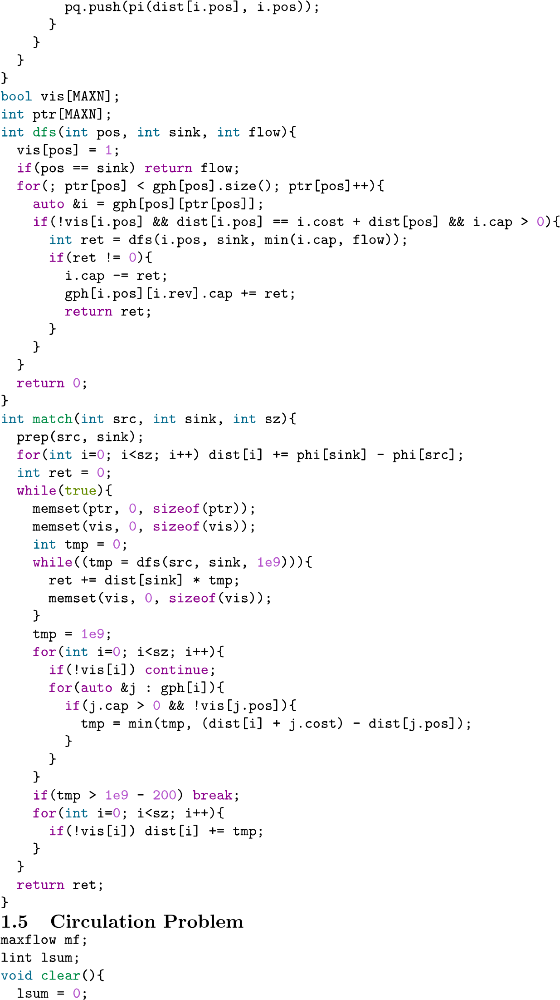 pq.push(pi(dist[i.pos], i.pos));
      }
    }
  }
}
bool vis[MAXN];
int ptr[MAXN];
int dfs(int pos, int sink, int flow){
  vis[pos] = 1;
  if(pos == sink) return flow;
  for(; ptr[pos] < gph[pos].size(); ptr[pos]++){
    auto &i = gph[pos][ptr[pos]];
    if(!vis[i.pos] && dist[i.pos] == i.cost + dist[pos] && i.cap > 0){
      int ret = dfs(i.pos, sink, min(i.cap, flow));
      if(ret != 0){
        i.cap -= ret;
        gph[i.pos][i.rev].cap += ret;
        return ret;
      }
    }
  }
  return 0;
}
int match(int src, int sink, int sz){
  prep(src, sink);
  for(int i=0; i<sz; i++) dist[i] += phi[sink] - phi[src];
  int ret = 0;
  while(true){
    memset(ptr, 0, sizeof(ptr));
    memset(vis, 0, sizeof(vis));
    int tmp = 0;
    while((tmp = dfs(src, sink, 1e9))){
      ret += dist[sink] * tmp;
      memset(vis, 0, sizeof(vis));
    }
    tmp = 1e9;
    for(int i=0; i<sz; i++){
      if(!vis[i]) continue;
      for(auto &j : gph[i]){
        if(j.cap > 0 && !vis[j.pos]){
          tmp = min(tmp, (dist[i] + j.cost) - dist[j.pos]);
        }
      }
    }
    if(tmp > 1e9 - 200) break;
    for(int i=0; i<sz; i++){
      if(!vis[i]) dist[i] += tmp;
    }
  }
  return ret;
}
1.5 Circulation Problem
maxflow mf;
lint lsum;
void clear(){
  lsum = 0;